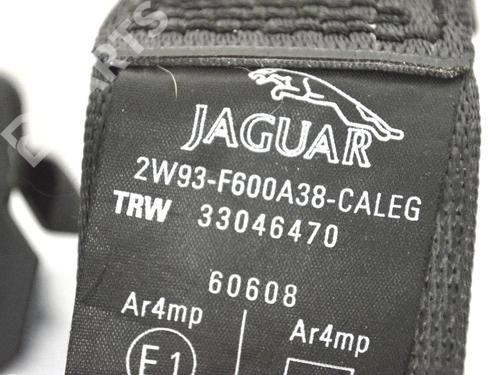 JAGUAR
2W93-F600A38-CALEG
TRW 33046470
60608
Ar4mp
Ar4mp
E1